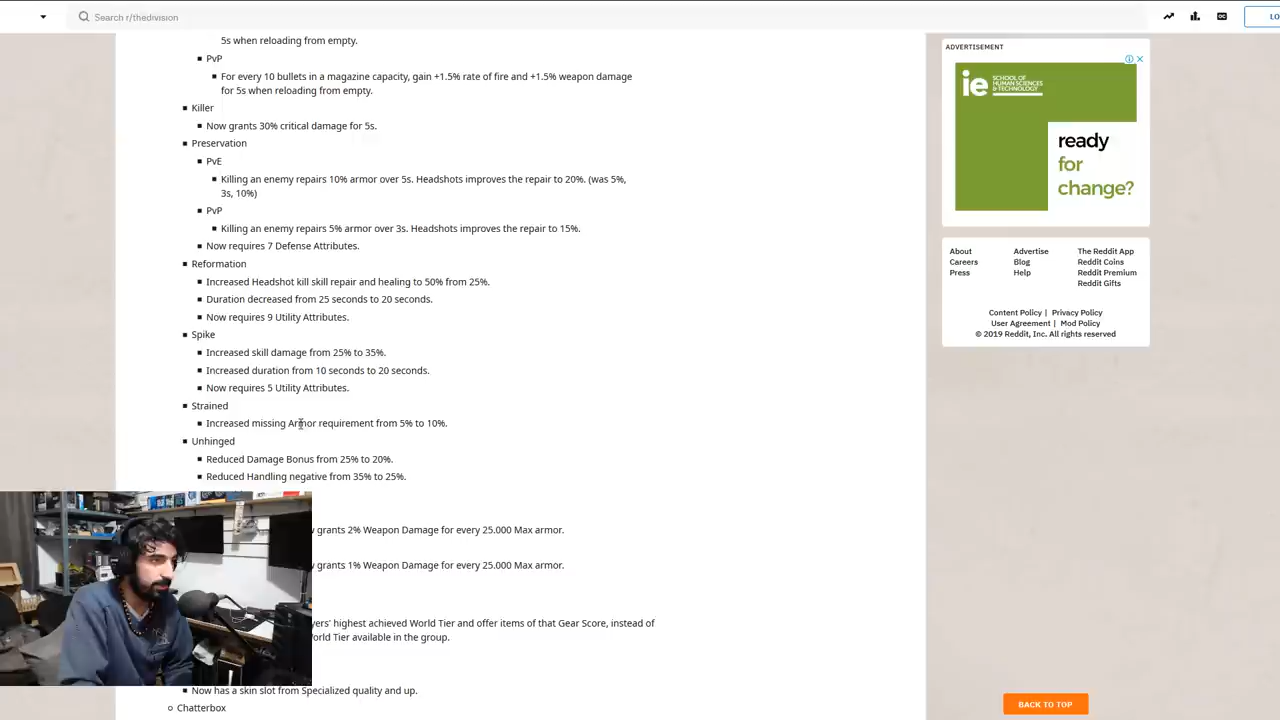 Search r/thedivision
LO
5s when reloading from empty.
PvP
For every 10 bullets in a magazine capacity, gain +1.5% rate of fire and +1.5% weapon damage
for 5s when reloading from empty.
Killer
Now grants 30% critical damage for 5s.
Preservation
PvE
Killing an enemy repairs 10% armor over 5s. Headshots improves the repair to 20%. (was 5%,
3s, 10%)
PvP
Killing an enemy repairs 5% armor over 3s. Headshots improves the repair to 15%.
Now requires 7 Defense Attributes.
Reformation
Increased Headshot kill skill repair and healing to 50% from 25%.
Duration decreased from 25 seconds to 20 seconds.
Now requires 9 Utility Attributes.
Spike
Increased skill damage from 25% to 35%.
Increased duration from 10 seconds to 20 seconds.
Now requires 5 Utility Attributes.
Strained
Increased missing Armor requirement from 5% to 10%.
Unhinged
Reduced Damage Bonus from 25% to 20%.
Reduced Handling negative from 35% to 25%.
grants 2% Weapon Damage for every 25.000 Max armor.
grants 1% Weapon Damage for every 25.000 Max armor.
yers' highest achieved World Tier and offer items of that Gear Score, instead of
World Tier available in the group.
Now has a skin slot from Specialized quality and up.
Chatterbox
ADVERTISEMENT
ie SCHOOL OF
HUMAN SCIENCES
& TECHNOLOGY
ready
for
change?
About Advertise The Reddit App
Careers Blog Reddit Coins
Press Help Reddit Premium
Reddit Gifts
Content Policy | Privacy Policy
User Agreement | Mod Policy
© 2019 Reddit, Inc. All rights reserved
BACK TO TOP